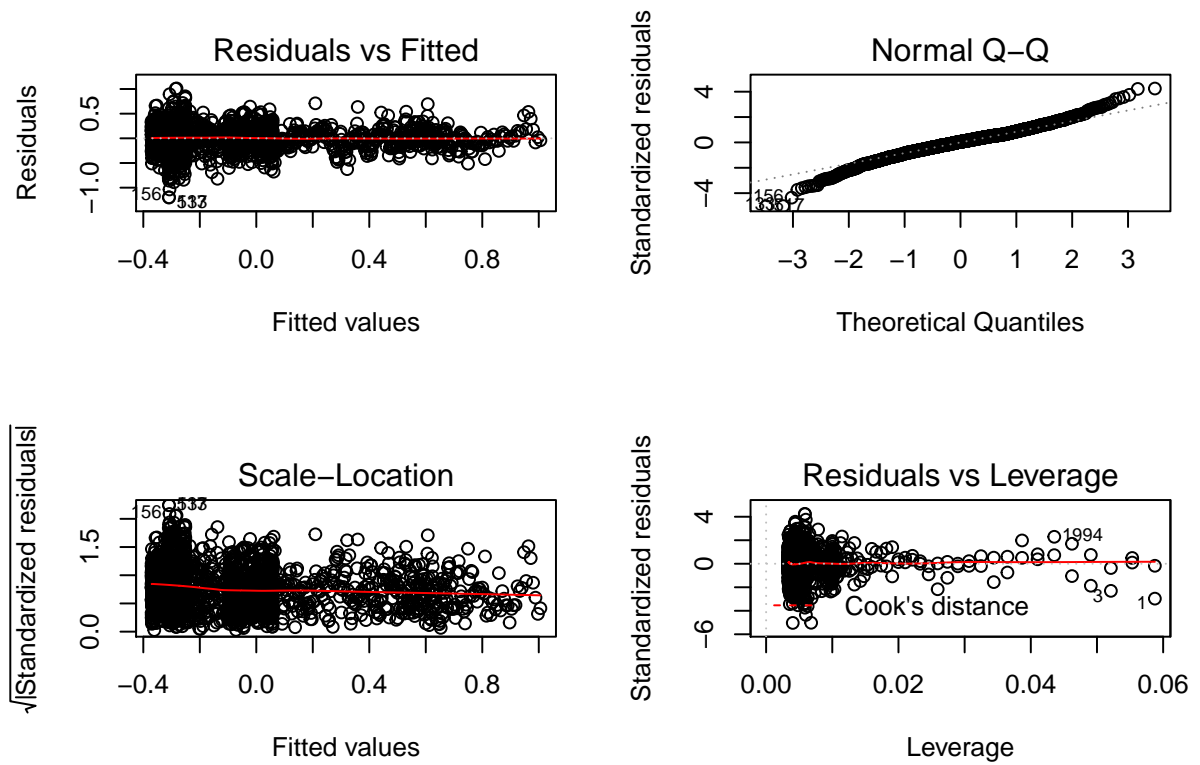 Residuals vs Fitted
Residuals
0.5
−1.0
−0.4 0.0 0.4 0.8
Fitted values
Normal Q−Q
Standardized residuals
4
0
−4
−3 −2 −1 0 1 2 3
Theoretical Quantiles
Scale−Location
√|Standardized residuals|
1.5
0.0
−0.4 0.0 0.4 0.8
Fitted values
Residuals vs Leverage
Standardized residuals
4
0
−6
1994
3
1
Cook's distance
0.00 0.02 0.04 0.06
Leverage